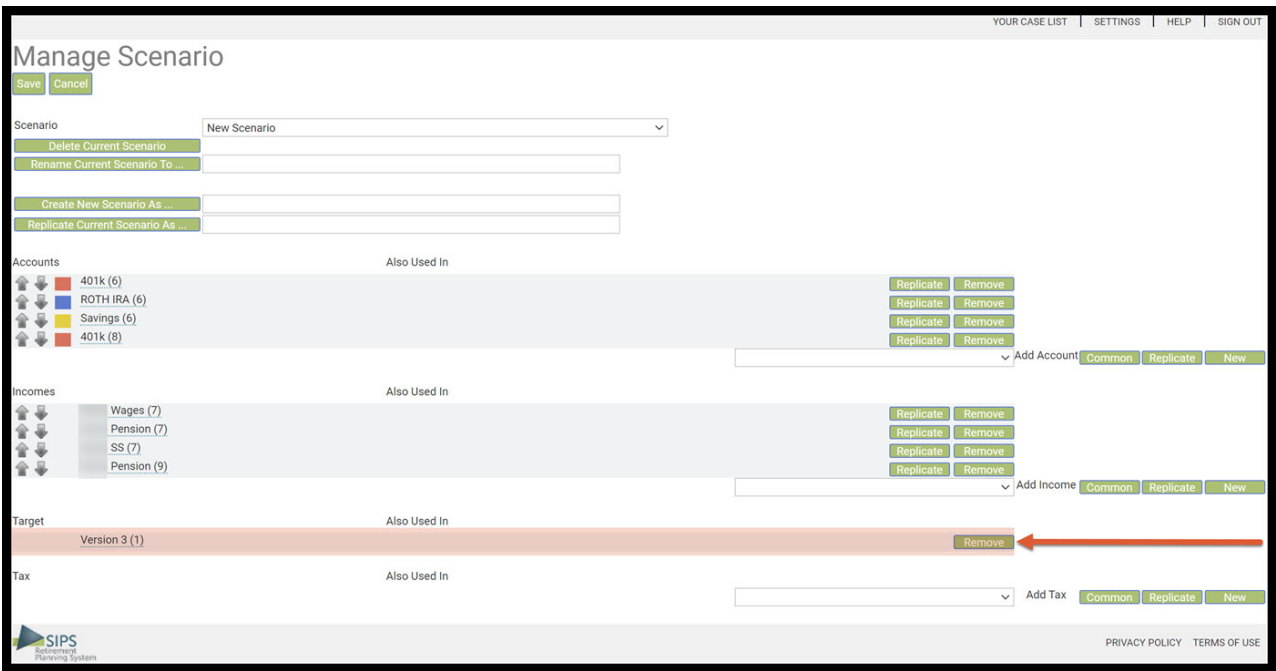 YOUR CASE LIST SETTINGS HELP SIGN OUT
Manage Scenario
Save Cancel
Scenario New Scenario
Delete Current Scenario
Rename Current Scenario To ...
Create New Scenario As ...
Replicate Current Scenario As ...
Accounts Also Used In
401k (6) Replicate Remove
ROTH IRA (6) Replicate Remove
Savings (6) Replicate Remove
401k (8) Replicate Remove
Add Account Common Replicate New
Incomes Also Used In
Wages (7) Replicate Remove
Pension (7) Replicate Remove
SS (7) Replicate Remove
Pension (9) Replicate Remove
Add Income Common Replicate New
Target Also Used In
Version 3 (1) Remove
Tax Also Used In
Add Tax Common Replicate New
SIPS
Retirement
Planning System
PRIVACY POLICY TERMS OF USE